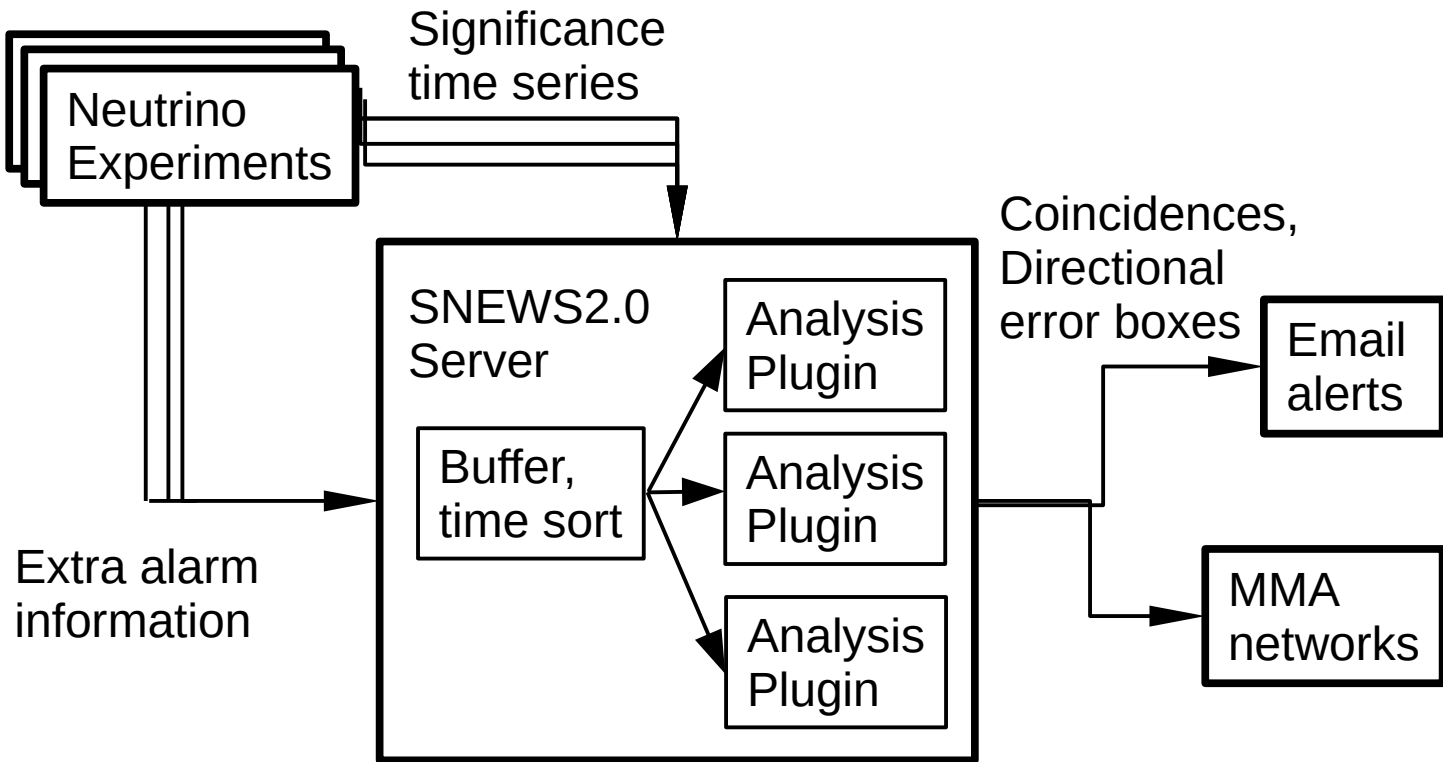 Significance
time series
Neutrino
Experiments
Coincidences,
Directional
error boxes
SNEWS2.0
Server
Analysis
Plugin
Email
alerts
Buffer,
time sort
Analysis
Plugin
Extra alarm
information
Analysis
Plugin
MMA
networks